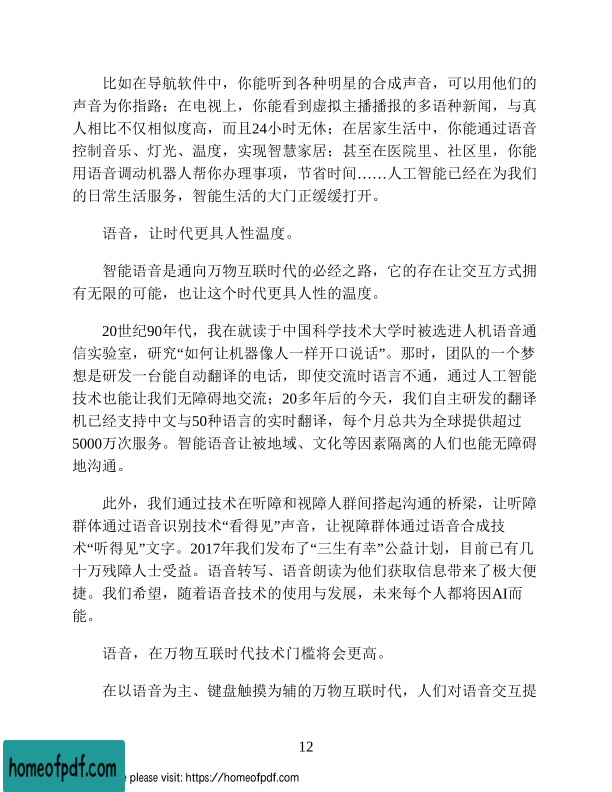 比如在导航软件中，你能听到各种明星的合成声音，可以用他们的
声音为你指路；在电视上，你能看到虚拟主播播报的多语种新闻，与真
人相比不仅相似度高，而且24小时无休；在居家生活中，你能通过语音
控制音乐、灯光、温度，实现智慧家居；甚至在医院里、社区里，你能
用语音调动机器人帮你办理事项，节省时间……人工智能已经在为我们
的日常生活服务，智能生活的大门正缓缓打开。
语音，让时代更具人性温度。
智能语音是通向万物互联时代的必经之路，它的存在让交互方式拥
有无限的可能，也让这个时代更具人性的温度。
20世纪90年代，我在就读于中国科学技术大学时被选进人机语音通
信实验室，研究“如何让机器像人一样开口说话”。那时，团队的一个梦
想是研发一台能自动翻译的电话，即使交流时语言不通，通过人工智能
技术也能让我们无障碍地交流；20多年后的今天，我们自主研发的翻译
机已经支持中文与50种语言的实时翻译，每个月总共为全球提供超过
5000万次服务。智能语音让被地域、文化等因素隔离的人们也能无障碍
地沟通。
此外，我们通过技术在听障和视障人群间搭起沟通的桥梁，让听障
群体通过语音识别技术“看得见”声音，让视障群体通过语音合成技
术“听得见”文字。2017年我们发布了“三生有幸”公益计划，目前已有几
十万残障人士受益。语音转写、语音朗读为他们获取信息带来了极大便
捷。我们希望，随着语音技术的使用与发展，未来每个人都将因AI而
能。
语音，在万物互联时代技术门槛将会更高。
在以语音为主、键盘触摸为辅的万物互联时代，人们对语音交互提
12
homeofpdf.com
e please visit: https://homeofpdf.com